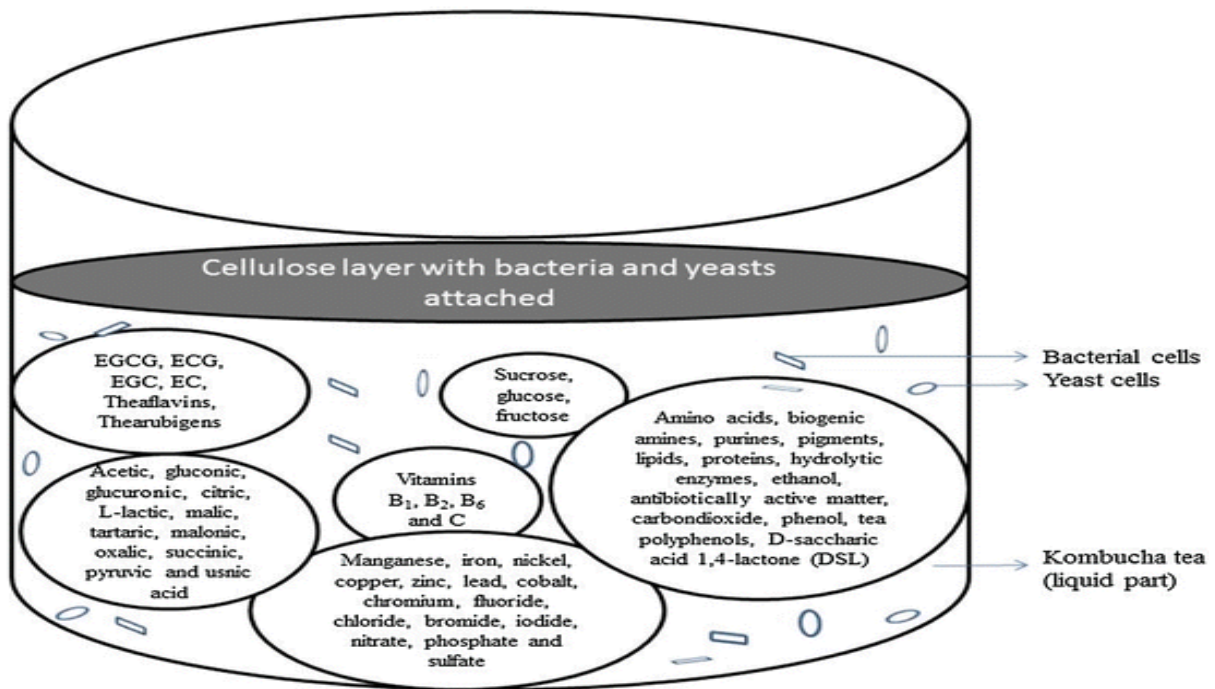 Cellulose layer with bacteria and yeasts
attached
EGCG, ECG,
EGC, EC,
Theaflavins,
Thearubigens
Sucrose,
glucose,
fructose
Amino acids, biogenic
amines, purines, pigments,
lipids, proteins, hydrolytic
enzymes, ethanol,
antibiotically active matter,
carbondioxide, phenol, tea
polyphenols, D-saccharic
acid 1,4-lactone (DSL)
Bacterial cells
Yeast cells
Acetic, gluconic,
glucuronic, citric,
L-lactic, malic,
tartaric, malonic,
oxalic, succinic,
pyruvic and usnic
acid
Vitamins
B₁, B₂, B₆
and C
Manganese, iron, nickel,
copper, zinc, lead, cobalt,
chromium, fluoride,
chloride, bromide, iodide,
nitrate, phosphate and
sulfate
Kombucha tea
(liquid part)